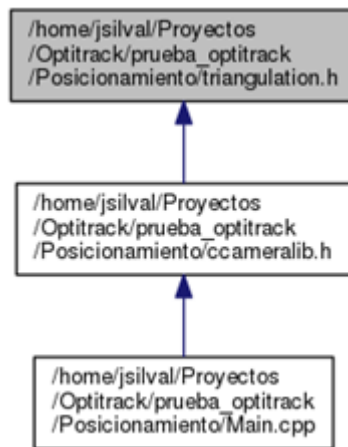 /home/jsilval/Proyectos
/Optitrack/prueba_optitrack
/Posicionamiento/triangulation.h
/home/jsilval/Proyectos
/Optitrack/prueba_optitrack
/Posicionamiento/ccameralib.h
/home/jsilval/Proyectos
/Optitrack/prueba_optitrack
/Posicionamiento/Main.cpp